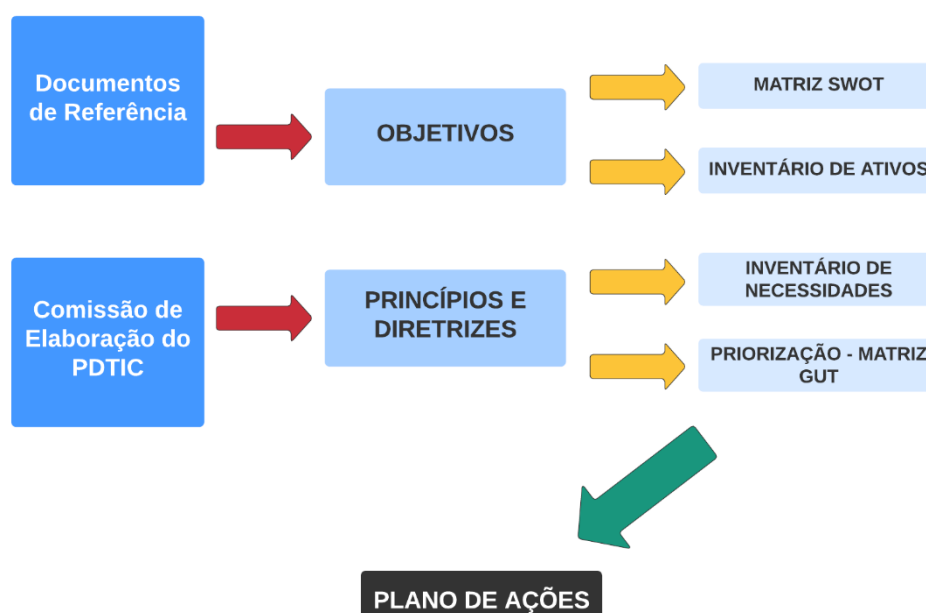 Documentos
de Referência
OBJETIVOS
MATRIZ SWOT
INVENTÁRIO DE ATIVOS
Comissão de
Elaboração do
PDTIC
PRINCÍPIOS E
DIRETRIZES
INVENTÁRIO DE
NECESSIDADES
PRIORIZAÇÃO - MATRIZ
GUT
PLANO DE AÇÕES